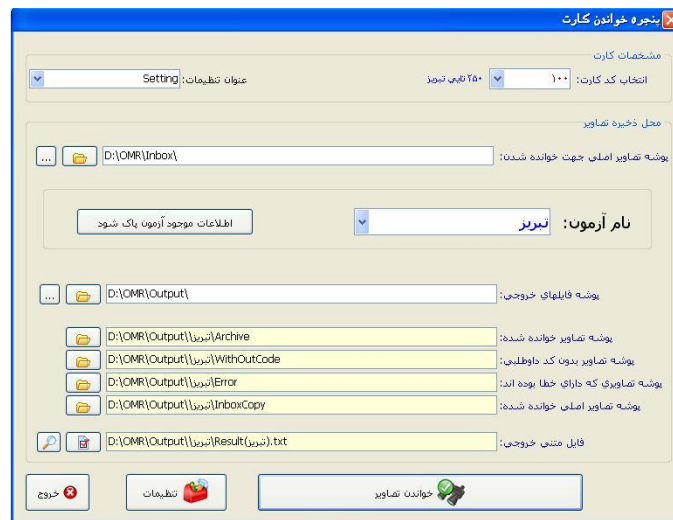 پنجره خواندن کارت
مشخصات کارت
انتخاب کد کارت: ۱۰۰ ۲۵۰ تایی تبریز عنوان تنظیمات: Setting
محل ذخیره تصاویر
پوشه تصاویر اصلی جهت خوانده شدن: D:\OMR\Inbox\ ...
نام آزمون: تبریز اطلاعات موجود آزمون پاک شود
پوشه فایلهای خروجی: D:\OMR\Output\ ...
پوشه تصاویر خوانده شده: D:\OMR\Output\\تبریز\Archive
پوشه تصاویر بدون کد داوطلبی: D:\OMR\Output\\تبریز\WithOutCode
پوشه تصاویری که دارای خطا بوده اند: D:\OMR\Output\\تبریز\Error
پوشه تصاویر اصلی خوانده شده: D:\OMR\Output\\تبریز\InboxCopy
فایل متنی خروجی: D:\OMR\Output\\تبریز\Result(تبریز).txt
خواندن تصاویر تنظیمات خروج